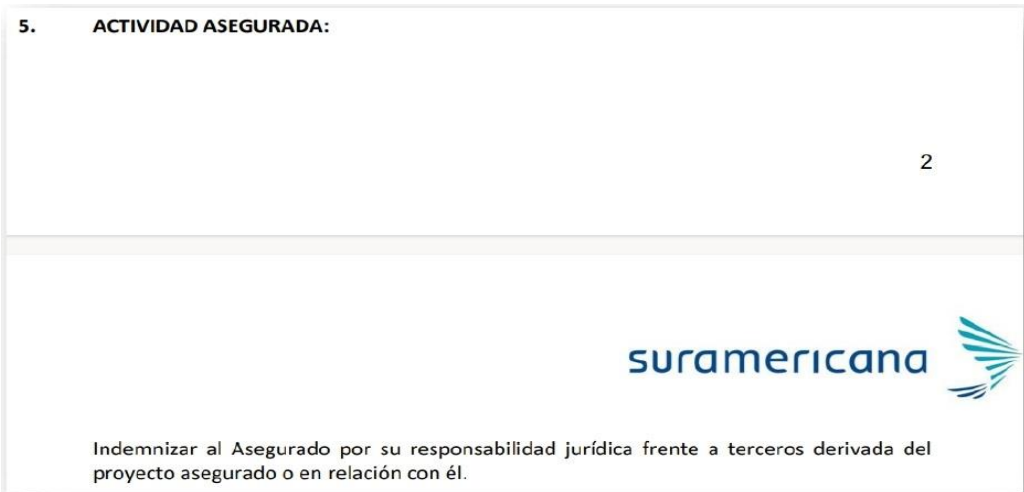 5. ACTIVIDAD ASEGURADA:
2
suramericana
Indemnizar al Asegurado por su responsabilidad jurídica frente a terceros derivada del
proyecto asegurado o en relación con él.